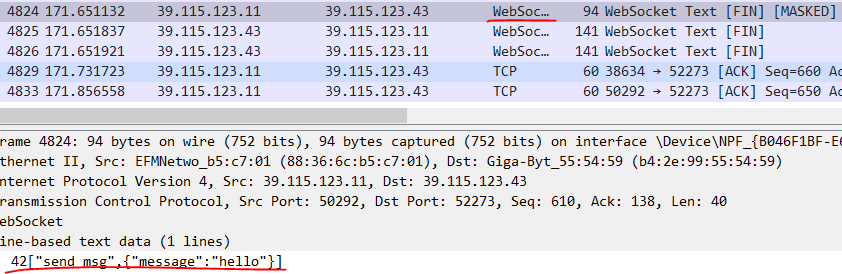 4824 171.651132 39.115.123.11 39.115.123.43 WebSoc… 94 WebSocket Text [FIN] [MASKED]
4825 171.651837 39.115.123.43 39.115.123.11 WebSoc… 141 WebSocket Text [FIN]
4826 171.651921 39.115.123.43 39.115.123.11 WebSoc… 141 WebSocket Text [FIN]
4829 171.731723 39.115.123.11 39.115.123.43 TCP 60 38634 → 52273 [ACK] Seq=660 Ac
4833 171.856558 39.115.123.11 39.115.123.43 TCP 60 50292 → 52273 [ACK] Seq=650 Ac
rame 4824: 94 bytes on wire (752 bits), 94 bytes captured (752 bits) on interface \Device\NPF_{B046F1BF-E6
thernet II, Src: EFMNetwo_b5:c7:01 (88:36:6c:b5:c7:01), Dst: Giga-Byt_55:54:59 (b4:2e:99:55:54:59)
nternet Protocol Version 4, Src: 39.115.123.11, Dst: 39.115.123.43
ransmission Control Protocol, Src Port: 50292, Dst Port: 52273, Seq: 610, Ack: 138, Len: 40
ebSocket
ine-based text data (1 lines)
42["send msg",{"message":"hello"}]